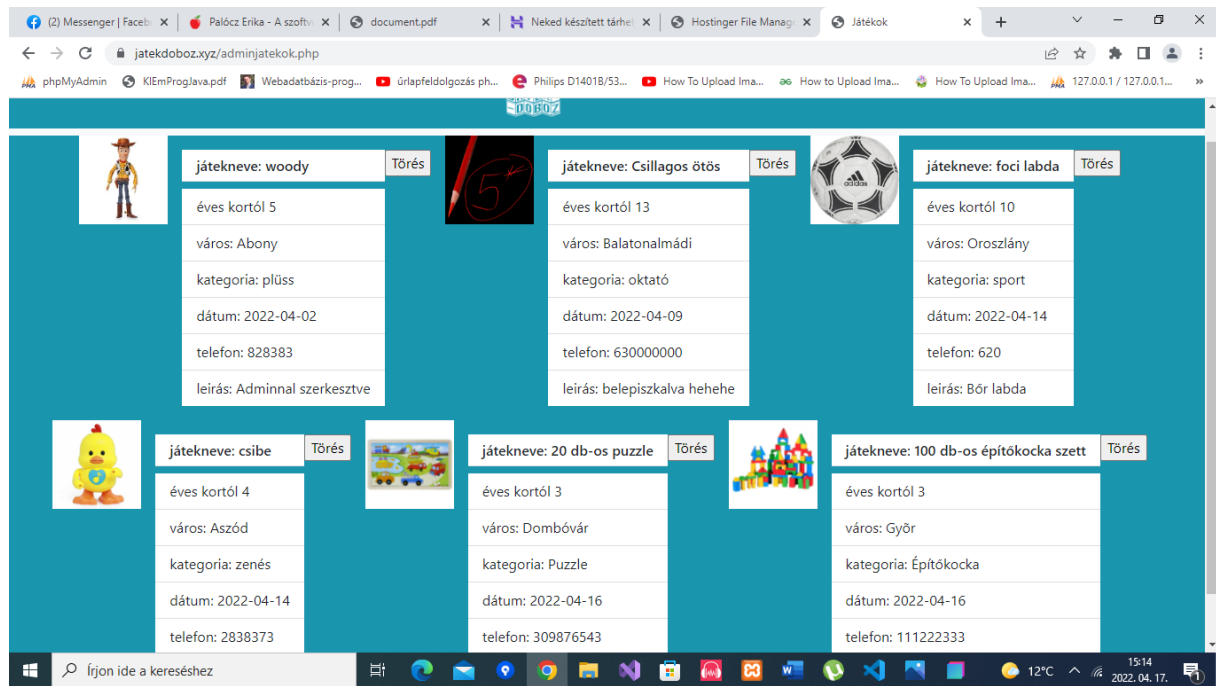 (2) Messenger | Faceb
Palócz Erika - A szoftv
document.pdf
Neked készített tárhel
Hostinger File Manag
Játékok
jatekdoboz.xyz/adminjatekok.php
phpMyAdmin
KIEmProgJava.pdf
Webadatbázis-prog...
űrlapfeldolgozás ph...
Philips D1401B/53...
How To Upload Ima...
How to Upload Ima...
How To Upload Ima...
127.0.0.1 / 127.0.0.1...
DOBOZ
játekneve: woody
Törés
éves kortól 5
város: Abony
kategoria: plüss
dátum: 2022-04-02
telefon: 828383
leirás: Adminnal szerkesztve
5*
játekneve: Csillagos ötös
Törés
éves kortól 13
város: Balatonalmádi
kategoria: oktató
dátum: 2022-04-09
telefon: 630000000
leirás: belepiszkalva hehehe
adidas
játekneve: foci labda
Törés
éves kortól 10
város: Oroszlány
kategoria: sport
dátum: 2022-04-14
telefon: 620
leirás: Bőr labda
játekneve: csibe
Törés
éves kortól 4
város: Aszód
kategoria: zenés
dátum: 2022-04-14
telefon: 2838373
játekneve: 20 db-os puzzle
Törés
éves kortól 3
város: Dombóvár
kategoria: Puzzle
dátum: 2022-04-16
telefon: 309876543
játekneve: 100 db-os építőkocka szett
Törés
éves kortól 3
város: Gyõr
kategoria: Építőkocka
dátum: 2022-04-16
telefon: 111222333
Írjon ide a kereséshez
12°C
15:14
2022. 04. 17.
1